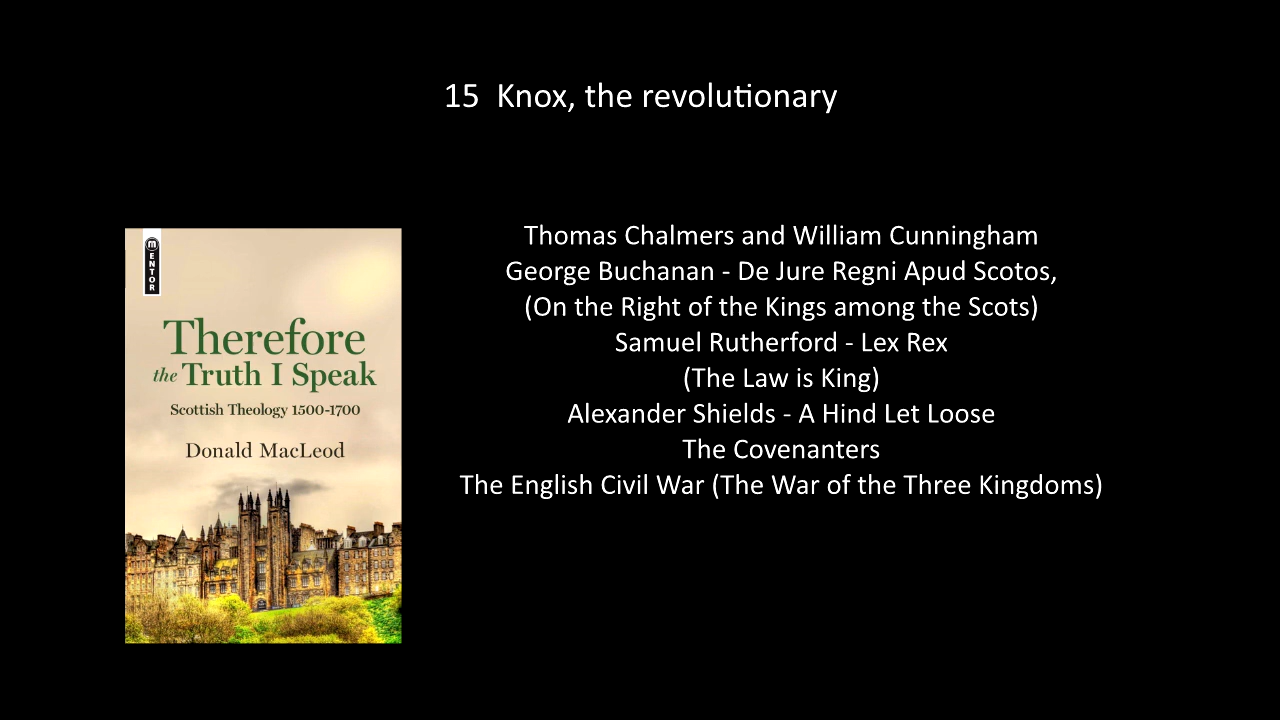 15 Knox, the revolutionary
MENTOR
Therefore
the Truth I Speak
Scottish Theology 1500-1700
Donald MacLeod
Thomas Chalmers and William Cunningham
George Buchanan - De Jure Regni Apud Scotos,
(On the Right of the Kings among the Scots)
Samuel Rutherford - Lex Rex
(The Law is King)
Alexander Shields - A Hind Let Loose
The Covenanters
The English Civil War (The War of the Three Kingdoms)